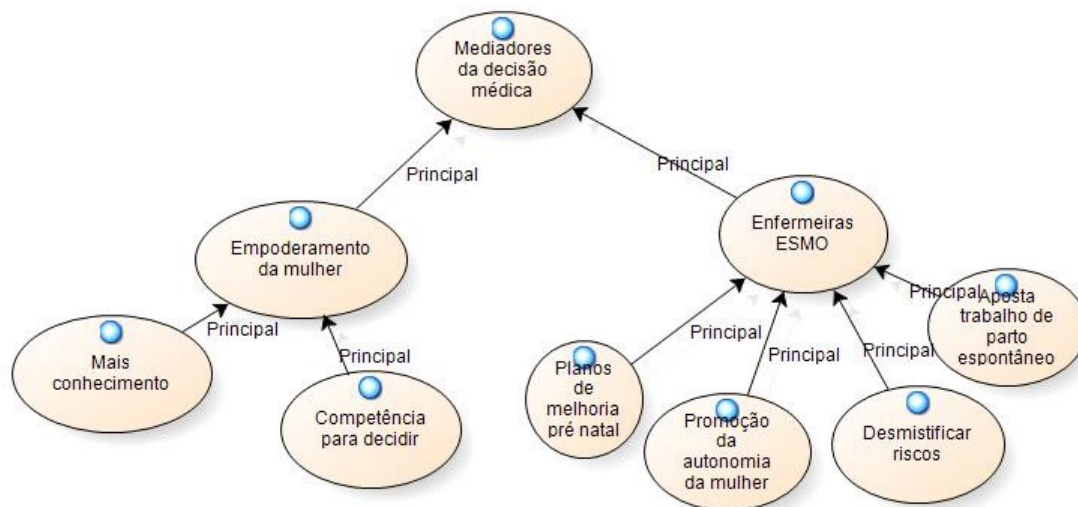 Mediadores
da decisão
médica
Principal
Principal
Empoderamento
da mulher
Enfermeiras
ESMO
Principal
Principal
Principal
Principal
Principal
Principal
Mais
conhecimento
Competência
para decidir
Planos
de
melhoria
pré natal
Promoção
da
autonomia
da mulher
Desmistificar
riscos
Aposta
trabalho de
parto
espontâneo